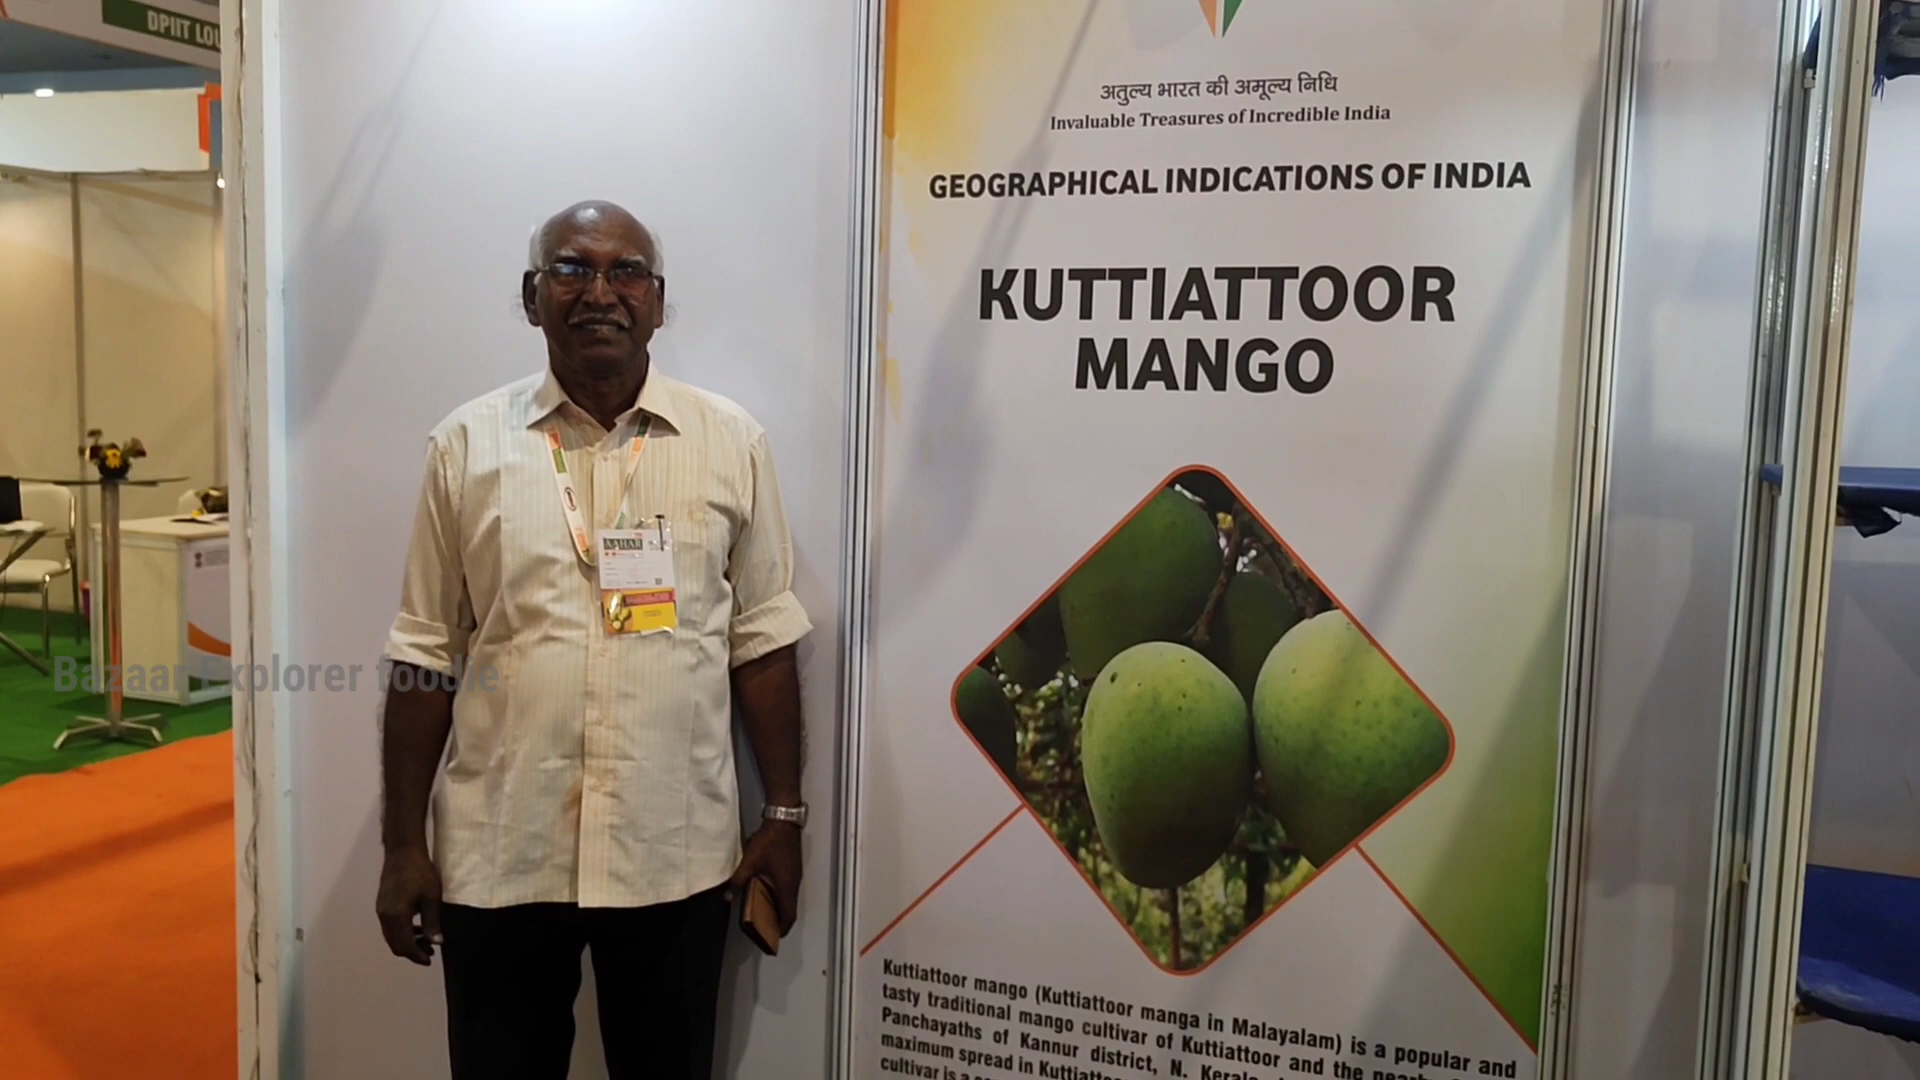 DPIIT LOU
अतुल्य भारत की अमूल्य निधि
Invaluable Treasures of Incredible India
GEOGRAPHICAL INDICATIONS OF INDIA
KUTTIATTOOR
MANGO
AAHAR
Bazaar Explorer foodie
Kuttiattoor mango (Kuttiattoor manga in Malayalam) is a popular and
tasty traditional mango cultivar of Kuttiattoor and the
Panchayaths of Kannur district, N. Kerala
maximum spread in
cultivar is a